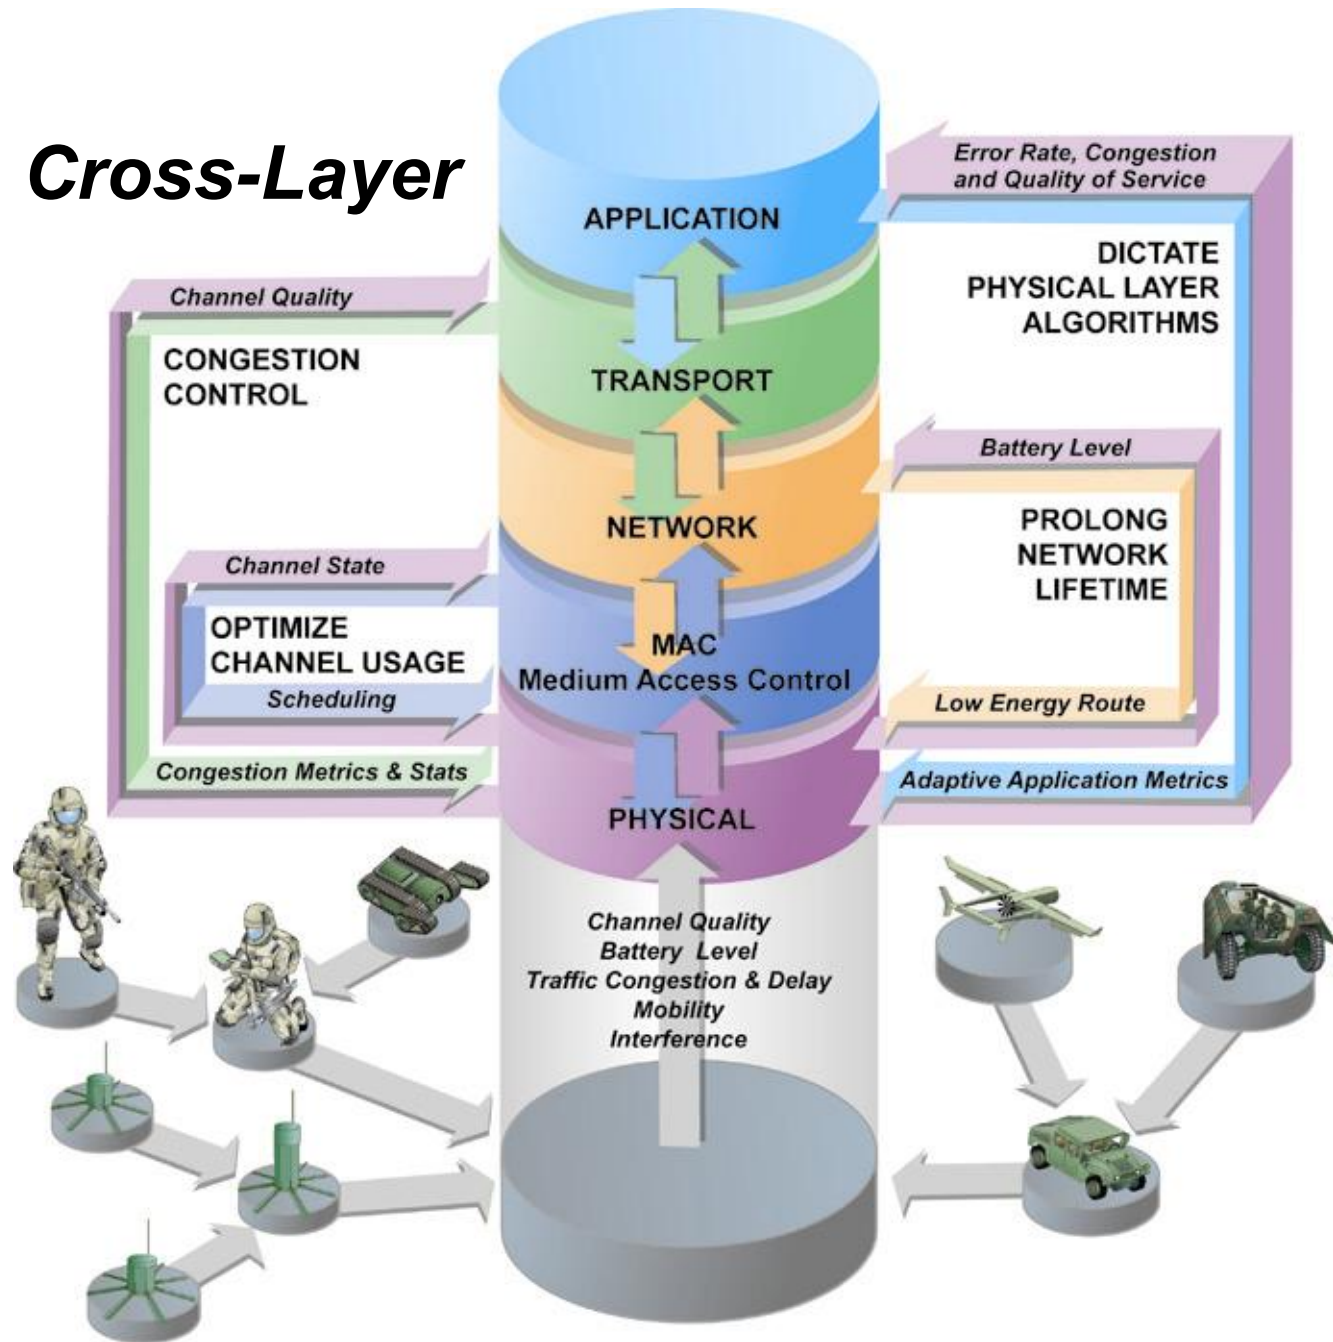 Cross-Layer
APPLICATION
Error Rate, Congestion
and Quality of Service
DICTATE
PHYSICAL LAYER
ALGORITHMS
Channel Quality
CONGESTION
CONTROL
TRANSPORT
Battery Level
NETWORK
PROLONG
NETWORK
LIFETIME
Channel State
OPTIMIZE
CHANNEL USAGE
Scheduling
MAC
Medium Access Control
Low Energy Route
Congestion Metrics & Stats
Adaptive Application Metrics
PHYSICAL
Channel Quality
Battery Level
Traffic Congestion & Delay
Mobility
Interference